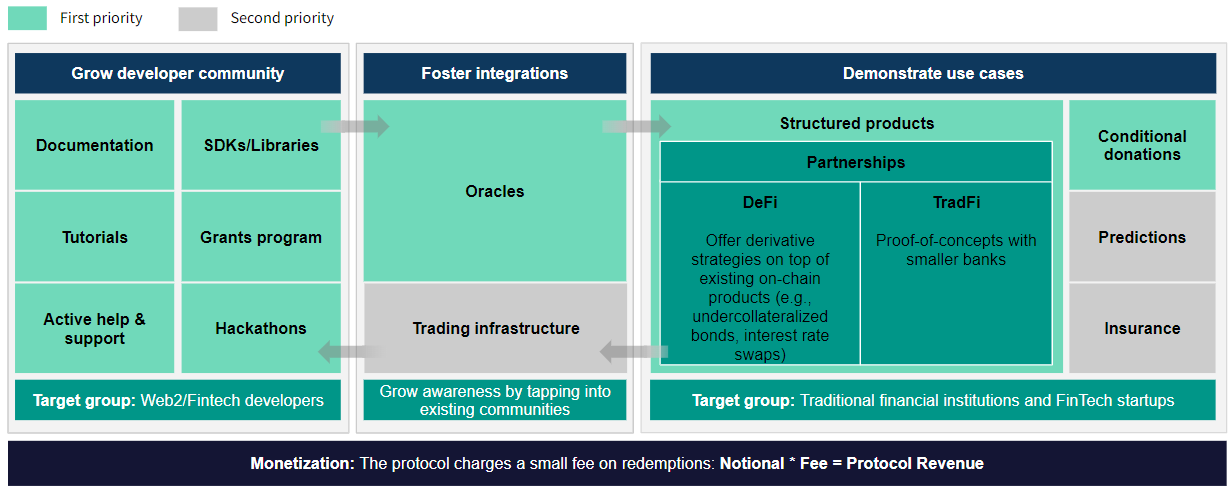 First priority
Second priority
Grow developer community
Documentation
SDKs/Libraries
Tutorials
Grants program
Active help &
support
Hackathons
Target group: Web2/Fintech developers
Foster integrations
Oracles
Trading infrastructure
Grow awareness by tapping into
existing communities
Demonstrate use cases
Structured products
Partnerships
DeFi
Offer derivative
strategies on top of
existing on-chain
products (e.g.,
undercollateralized
bonds, interest rate
swaps)
TradFi
Proof-of-concepts with
smaller banks
Conditional
donations
Predictions
Insurance
Target group: Traditional financial institutions and FinTech startups
Monetization: The protocol charges a small fee on redemptions: Notional * Fee = Protocol Revenue